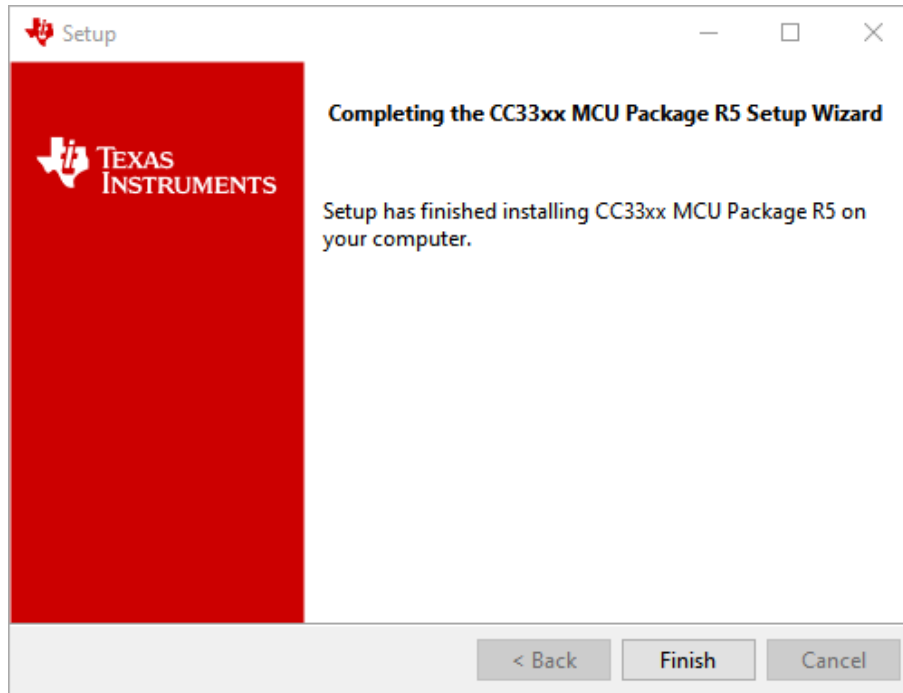 Setup
Completing the CC33xx MCU Package R5 Setup Wizard
TEXAS
INSTRUMENTS
Setup has finished installing CC33xx MCU Package R5 on
your computer.
< Back
Finish
Cancel